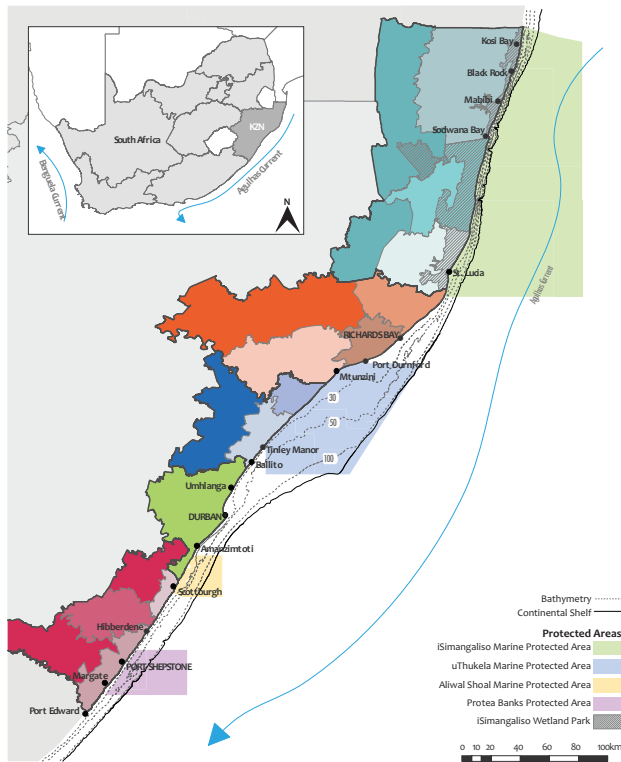 Kosi Bay
Black Rock
Mabibi
Sodwana Bay
South Africa
KZN
Benguela Current
Agulhas Current
N
St. Lucia
Agulhas Current
RICHARDS BAY
Port Durnford
Mtunzini
30
50
100
Tinley Manor
Ballito
Umhlanga
DURBAN
Amanzimtoti
Scottburgh
Hibberdene
PORT SHEPSTONE
Margate
Port Edward
Bathymetry
Continental Shelf
Protected Areas
iSimangaliso Marine Protected Area
uThukela Marine Protected Area
Aliwal Shoal Marine Protected Area
Protea Banks Protected Area
iSimangaliso Wetland Park
0 10 20 40 60 80 100km